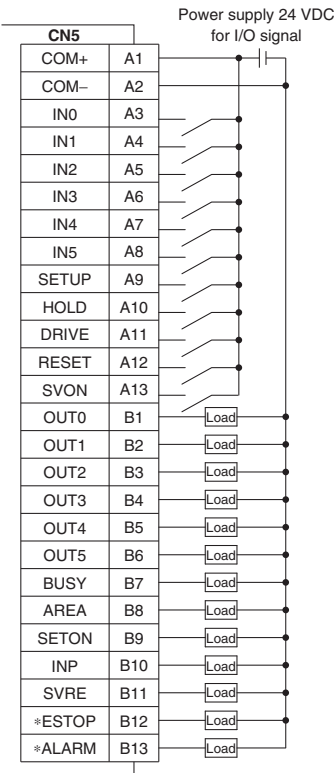 Power supply 24 VDC
for I/O signal
CN5
COM+ A1
COM− A2
IN0 A3
IN1 A4
IN2 A5
IN3 A6
IN4 A7
IN5 A8
SETUP A9
HOLD A10
DRIVE A11
RESET A12
SVON A13
OUT0 B1 Load
OUT1 B2 Load
OUT2 B3 Load
OUT3 B4 Load
OUT4 B5 Load
OUT5 B6 Load
BUSY B7 Load
AREA B8 Load
SETON B9 Load
INP B10 Load
SVRE B11 Load
∗ESTOP B12 Load
∗ALARM B13 Load